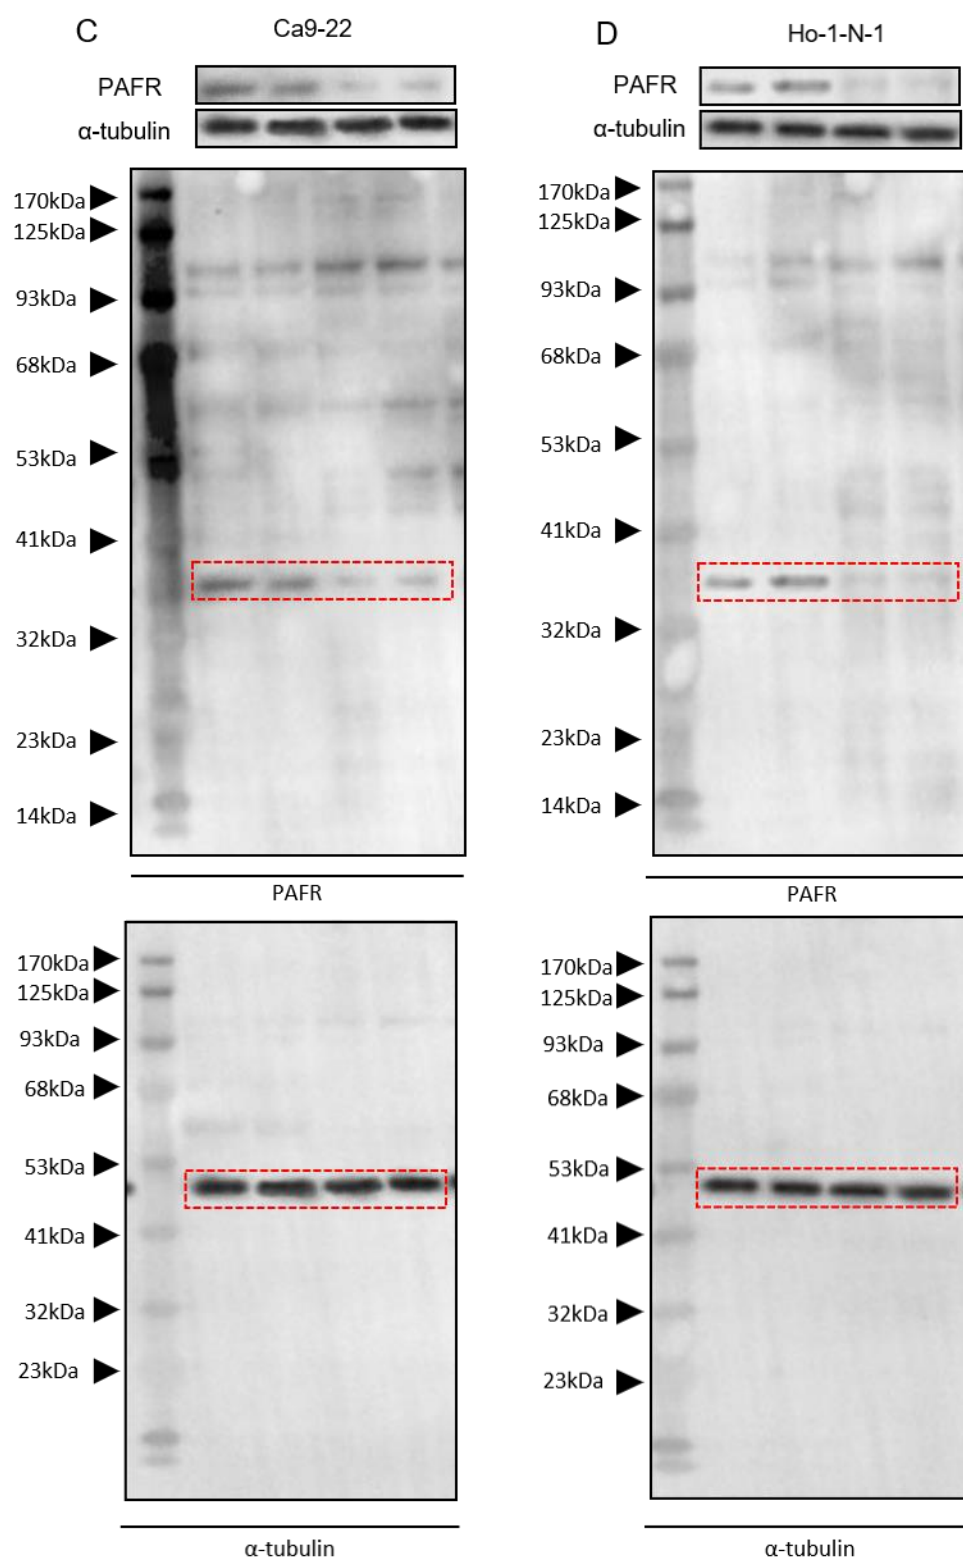 C
Ca9-22
PAFR
α-tubulin
170kDa
125kDa
93kDa
68kDa
53kDa
41kDa
32kDa
23kDa
14kDa
PAFR
170kDa
125kDa
93kDa
68kDa
53kDa
41kDa
32kDa
23kDa
α-tubulin
D
Ho-1-N-1
PAFR
α-tubulin
170kDa
125kDa
93kDa
68kDa
53kDa
41kDa
32kDa
23kDa
14kDa
PAFR
170kDa
125kDa
93kDa
68kDa
53kDa
41kDa
32kDa
23kDa
α-tubulin